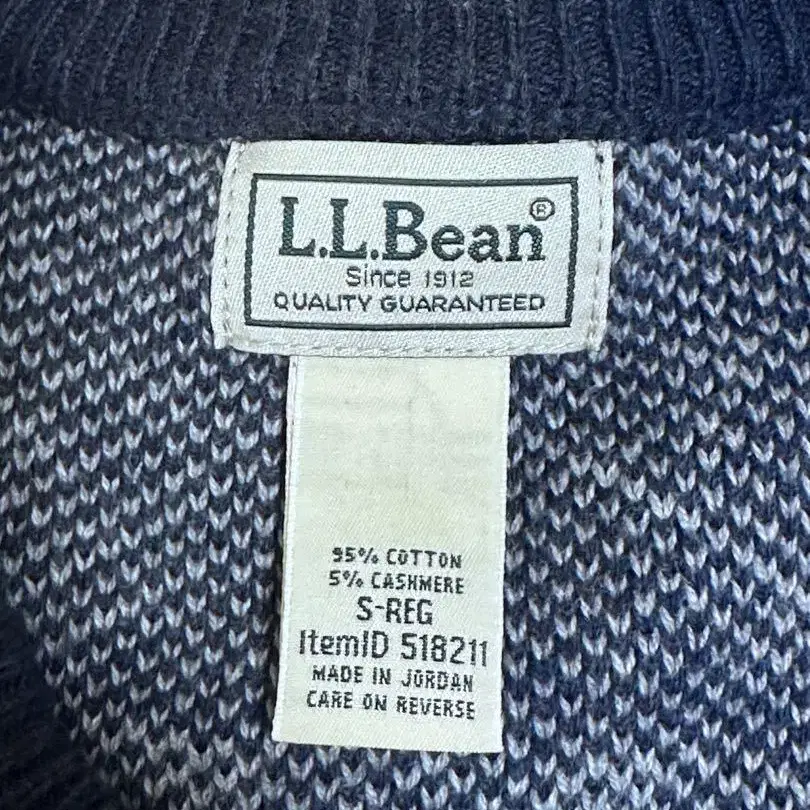 L.L.Bean®
Since 1912
QUALITY GUARANTEED
95% COTTON
5% CASHMERE
S-REG
ItemID 518211
MADE IN JORDAN
CARE ON REVERSE